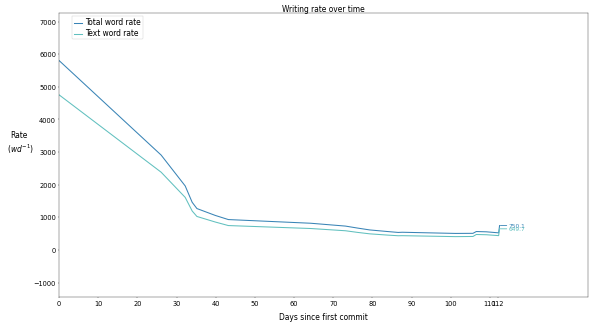 Writing rate over time
Total word rate
Text word rate
7000
6000
5000
4000
3000
2000
1000
0
−1000
Rate
(wd⁻¹)
0 10 20 30 40 50 60 70 80 90 100 110 112
Days since first commit